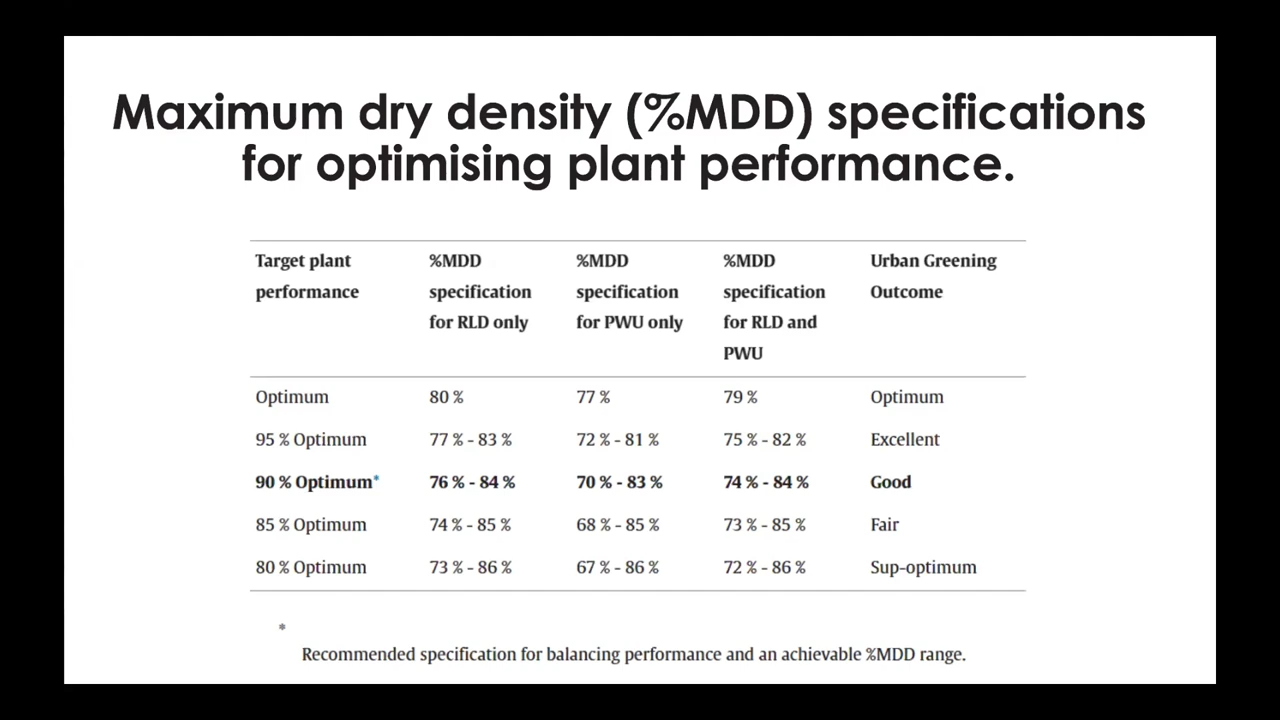 Maximum dry density (%MDD) specifications
for optimising plant performance.
Target plant performance | %MDD specification for RLD only | %MDD specification for PWU only | %MDD specification for RLD and PWU | Urban Greening Outcome
Optimum | 80 % | 77 % | 79 % | Optimum
95 % Optimum | 77 % - 83 % | 72 % - 81 % | 75 % - 82 % | Excellent
90 % Optimum* | 76 % - 84 % | 70 % - 83 % | 74 % - 84 % | Good
85 % Optimum | 74 % - 85 % | 68 % - 85 % | 73 % - 85 % | Fair
80 % Optimum | 73 % - 86 % | 67 % - 86 % | 72 % - 86 % | Sup-optimum
*
Recommended specification for balancing performance and an achievable %MDD range.